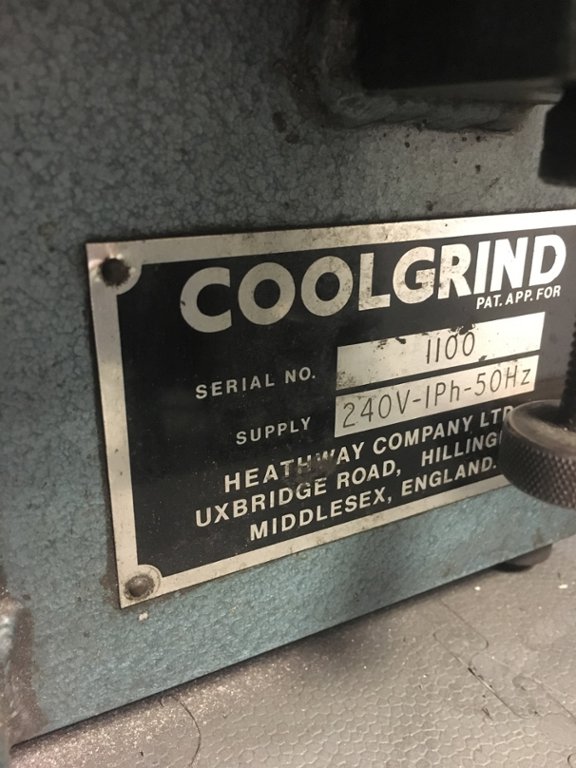 COOLGRIND
PAT. APP. FOR
SERIAL NO. 1100
SUPPLY 240V-1Ph-50Hz
HEATHWAY COMPANY LTD
UXBRIDGE ROAD,
MIDDLESEX, ENGLAND.